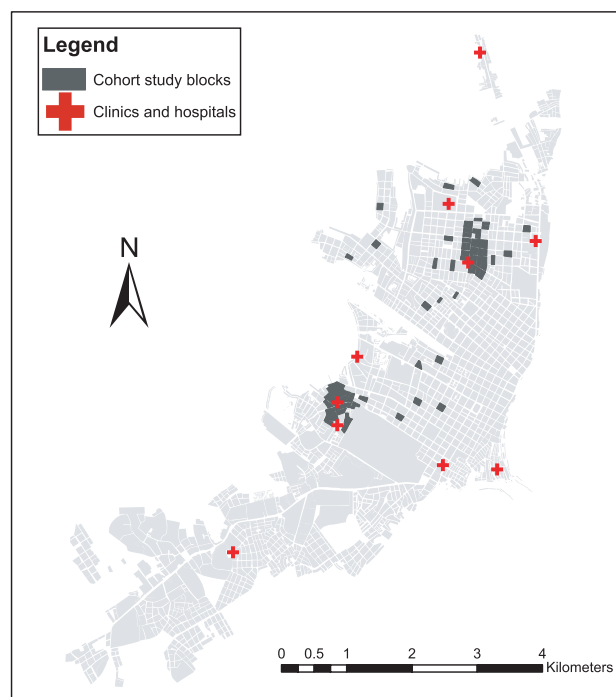 Legend
Cohort study blocks
Clinics and hospitals
N
0 0.5 1 2 3 4
Kilometers